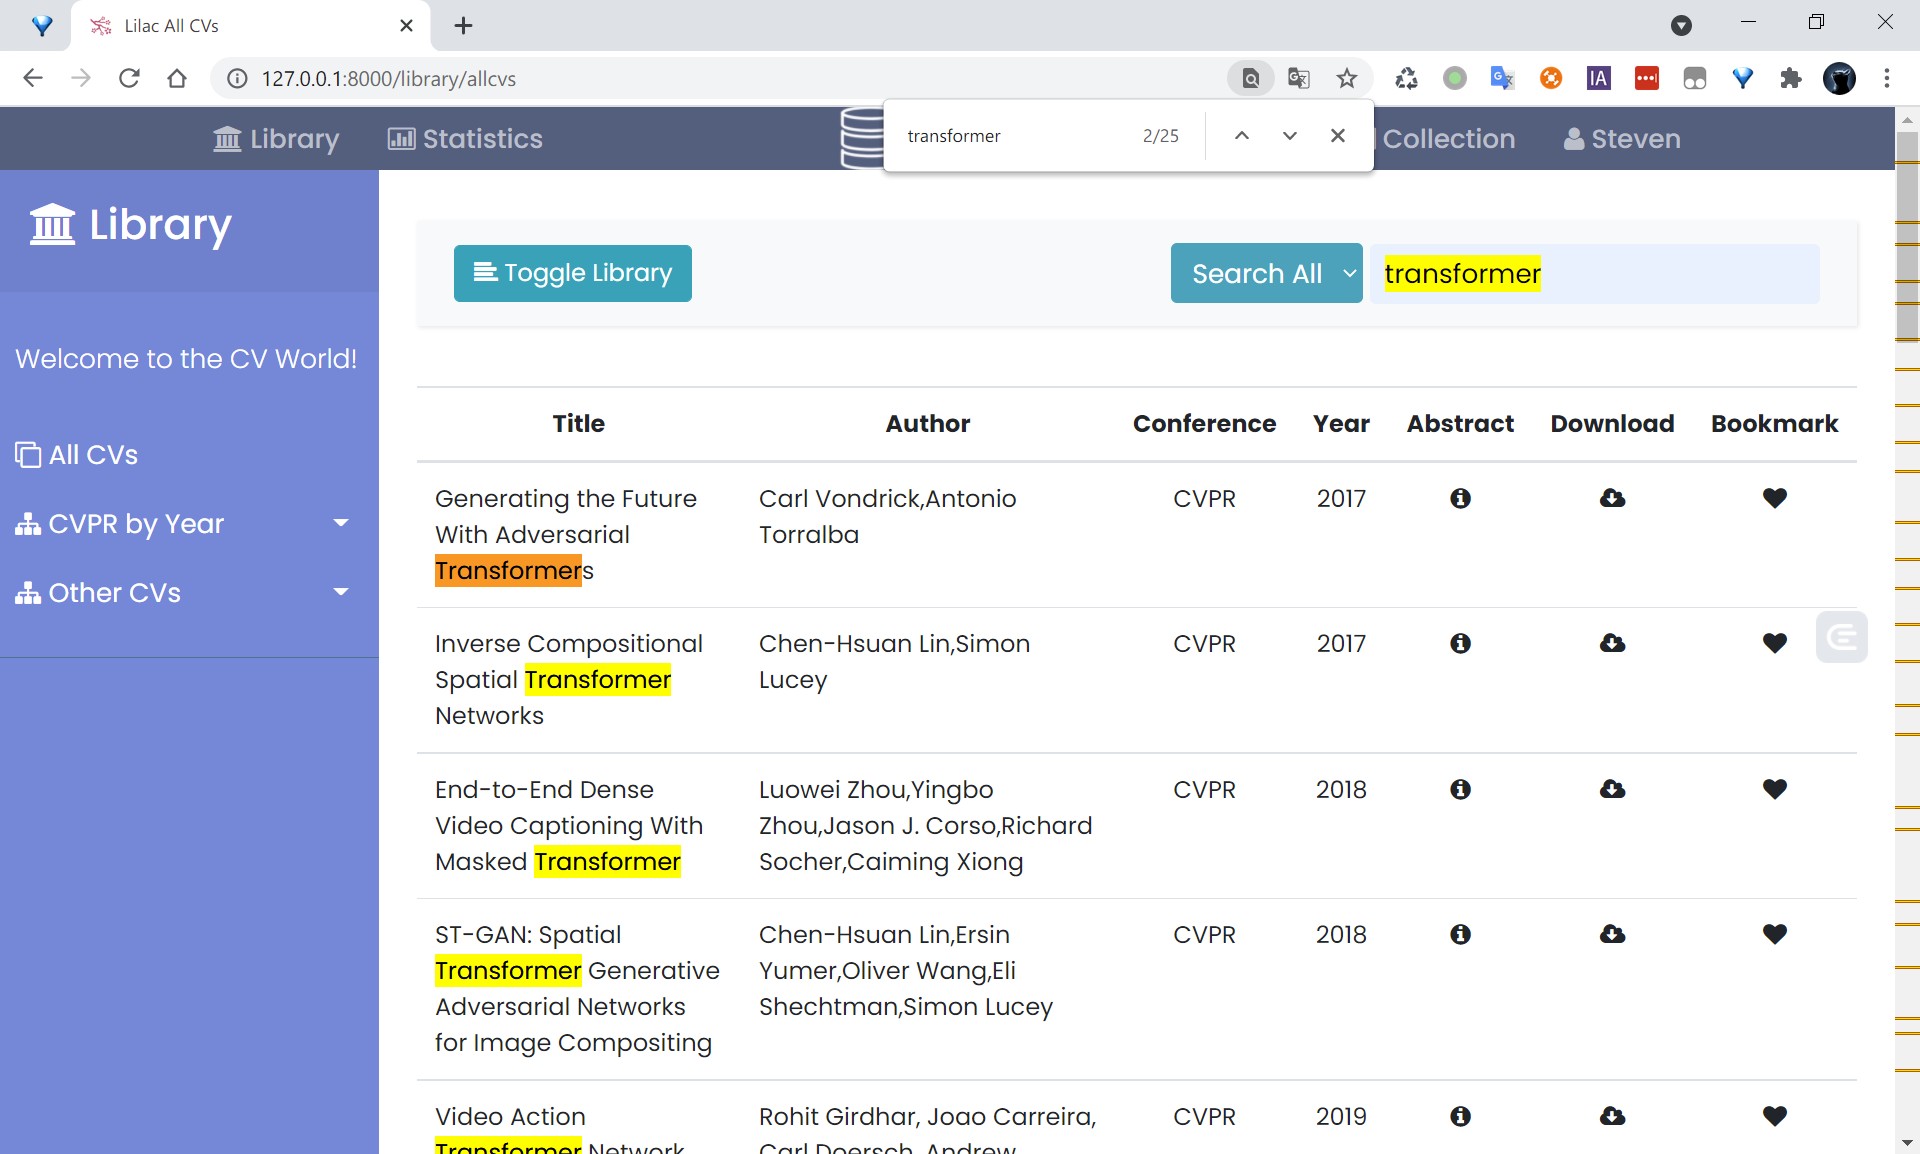 Lilac All CVs
127.0.0.1:8000/library/allcvs
transformer 2/25
Library Statistics Collection Steven
Library
Toggle Library Search All transformer
Welcome to the CV World!
All CVs
CVPR by Year
Other CVs
Title Author Conference Year Abstract Download Bookmark
Generating the Future Carl Vondrick,Antonio CVPR 2017
With Adversarial Torralba
Transformers
Inverse Compositional Chen-Hsuan Lin,Simon CVPR 2017
Spatial Transformer Lucey
Networks
End-to-End Dense Luowei Zhou,Yingbo CVPR 2018
Video Captioning With Zhou,Jason J. Corso,Richard
Masked Transformer Socher,Caiming Xiong
ST-GAN: Spatial Chen-Hsuan Lin,Ersin CVPR 2018
Transformer Generative Yumer,Oliver Wang,Eli
Adversarial Networks Shechtman,Simon Lucey
for Image Compositing
Video Action Rohit Girdhar, Joao Carreira, CVPR 2019
Transformer Network Carl Doersch, Andrew
IA